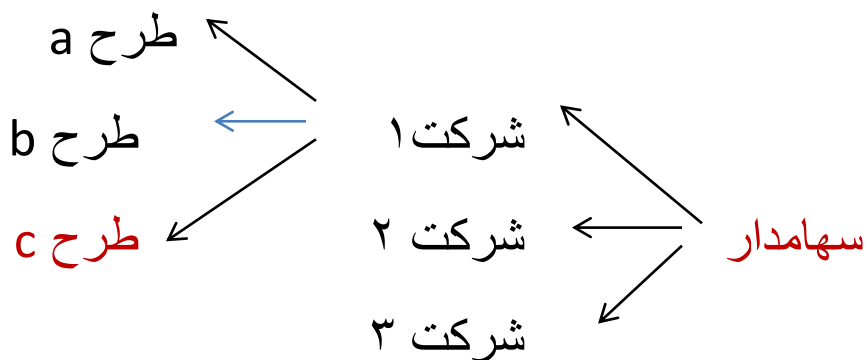 سهامدار
شرکت۱
شرکت ۲
شرکت ۳
طرح a
طرح b
طرح c